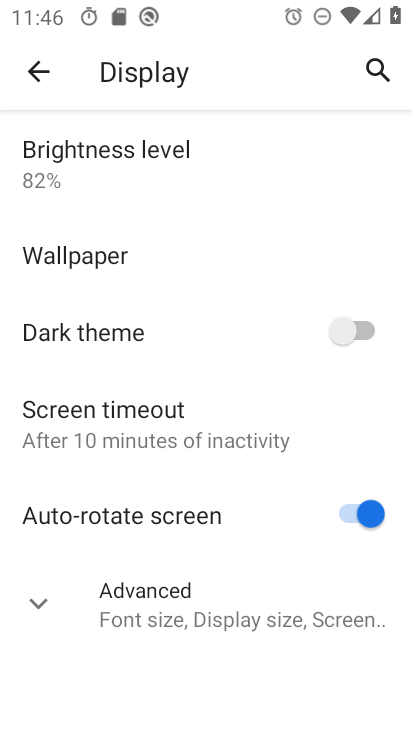 11:46
Display
Brightness level
82%
Wallpaper
Dark theme
Screen timeout
After 10 minutes of inactivity
Auto-rotate screen
Advanced
Font size, Display size, Screen..